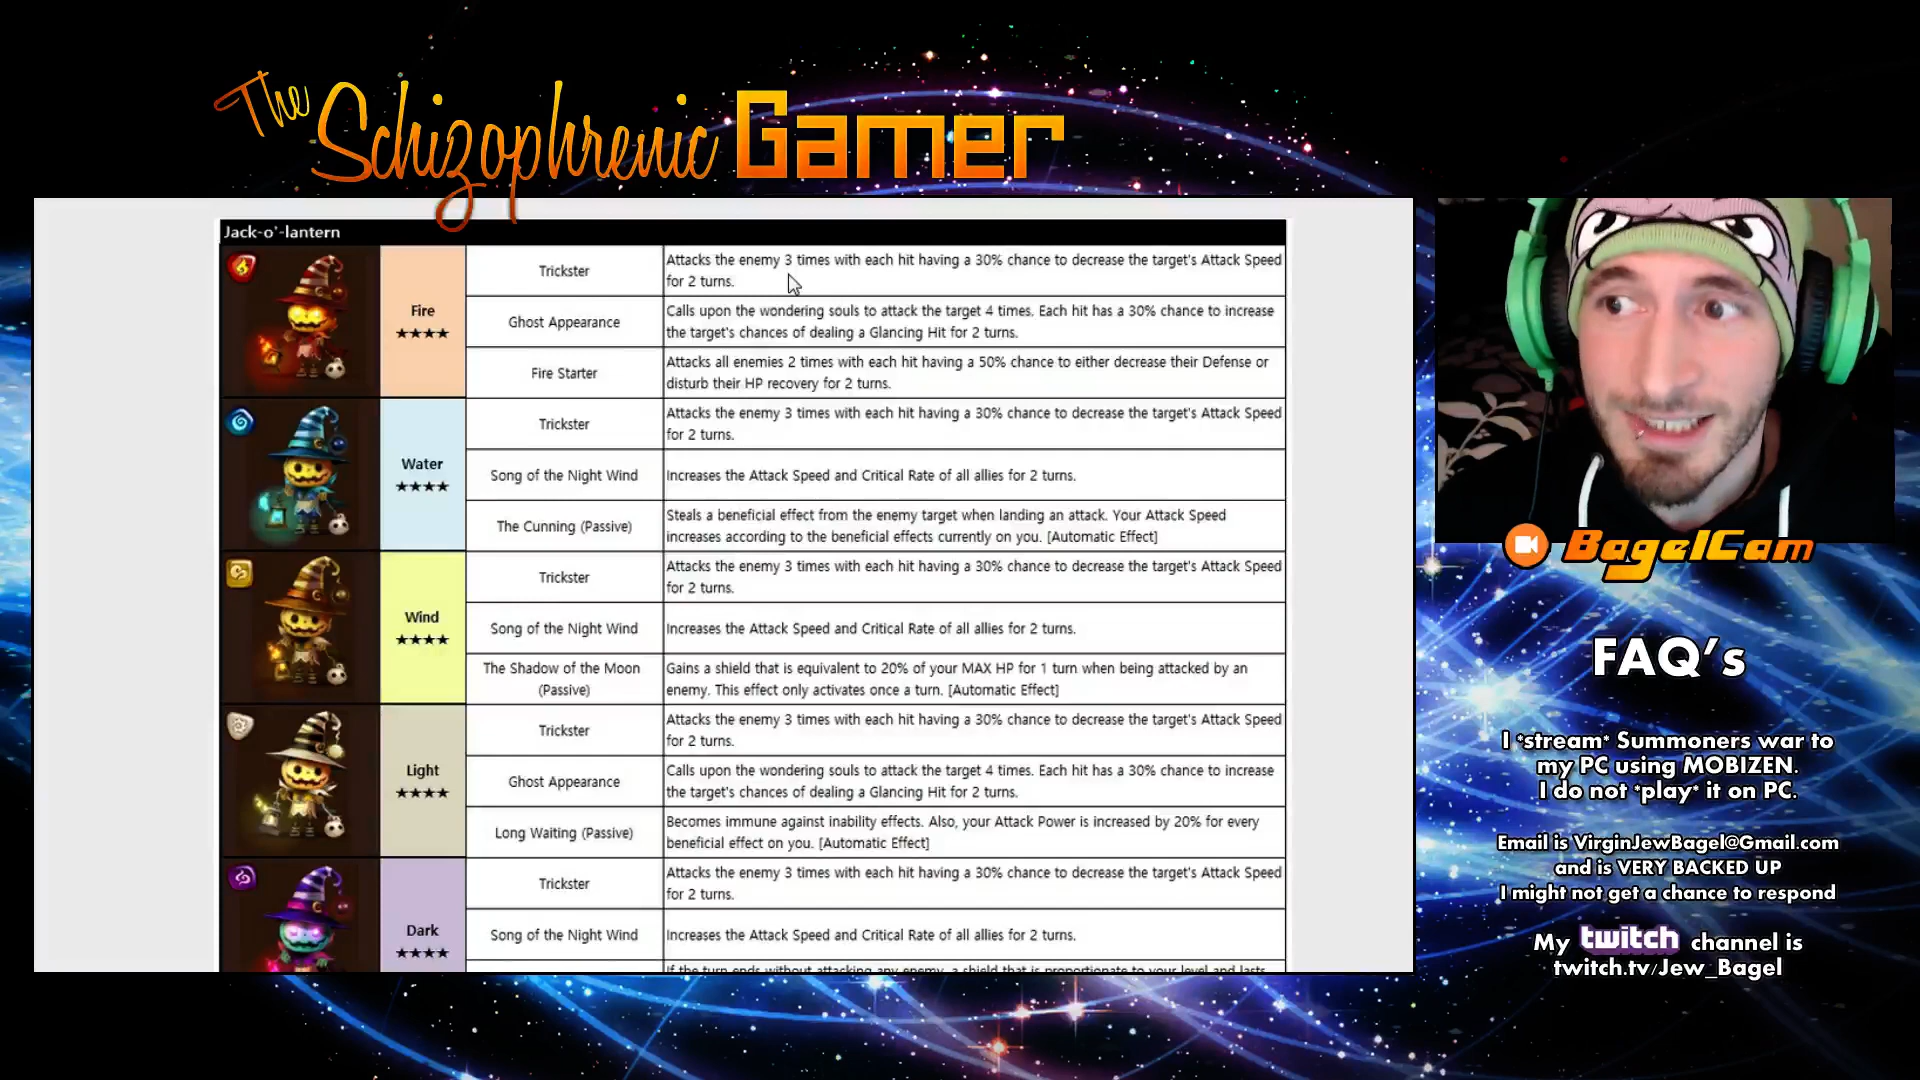 The Schizophrenic Gamer
Jack-o'-lantern
Fire
★★★★
Trickster
Attacks the enemy 3 times with each hit having a 30% chance to decrease the target's Attack Speed
for 2 turns.
Ghost Appearance
Calls upon the wondering souls to attack the target 4 times. Each hit has a 30% chance to increase
the target's chances of dealing a Glancing Hit for 2 turns.
Fire Starter
Attacks all enemies 2 times with each hit having a 50% chance to either decrease their Defense or
disturb their HP recovery for 2 turns.
Water
★★★★
Trickster
Attacks the enemy 3 times with each hit having a 30% chance to decrease the target's Attack Speed
for 2 turns.
Song of the Night Wind
Increases the Attack Speed and Critical Rate of all allies for 2 turns.
The Cunning (Passive)
Steals a beneficial effect from the enemy target when landing an attack. Your Attack Speed
increases according to the beneficial effects currently on you. [Automatic Effect]
Wind
★★★★
Trickster
Attacks the enemy 3 times with each hit having a 30% chance to decrease the target's Attack Speed
for 2 turns.
Song of the Night Wind
Increases the Attack Speed and Critical Rate of all allies for 2 turns.
The Shadow of the Moon
(Passive)
Gains a shield that is equivalent to 20% of your MAX HP for 1 turn when being attacked by an
enemy. This effect only activates once a turn. [Automatic Effect]
Light
★★★★
Trickster
Attacks the enemy 3 times with each hit having a 30% chance to decrease the target's Attack Speed
for 2 turns.
Ghost Appearance
Calls upon the wondering souls to attack the target 4 times. Each hit has a 30% chance to increase
the target's chances of dealing a Glancing Hit for 2 turns.
Long Waiting (Passive)
Becomes immune against inability effects. Also, your Attack Power is increased by 20% for every
beneficial effect on you. [Automatic Effect]
Dark
★★★★
Trickster
Attacks the enemy 3 times with each hit having a 30% chance to decrease the target's Attack Speed
for 2 turns.
Song of the Night Wind
Increases the Attack Speed and Critical Rate of all allies for 2 turns.
If the turn ends without attacking any enemy, a shield that is proportionate to your level and lasts
BagelCam
FAQ's
I *stream* Summoners war to
my PC using MOBIZEN.
I do not *play* it on PC.
Email is VirginJewBagel@Gmail.com
and is VERY BACKED UP
I might not get a chance to respond
My twitch channel is
twitch.tv/Jew_Bagel